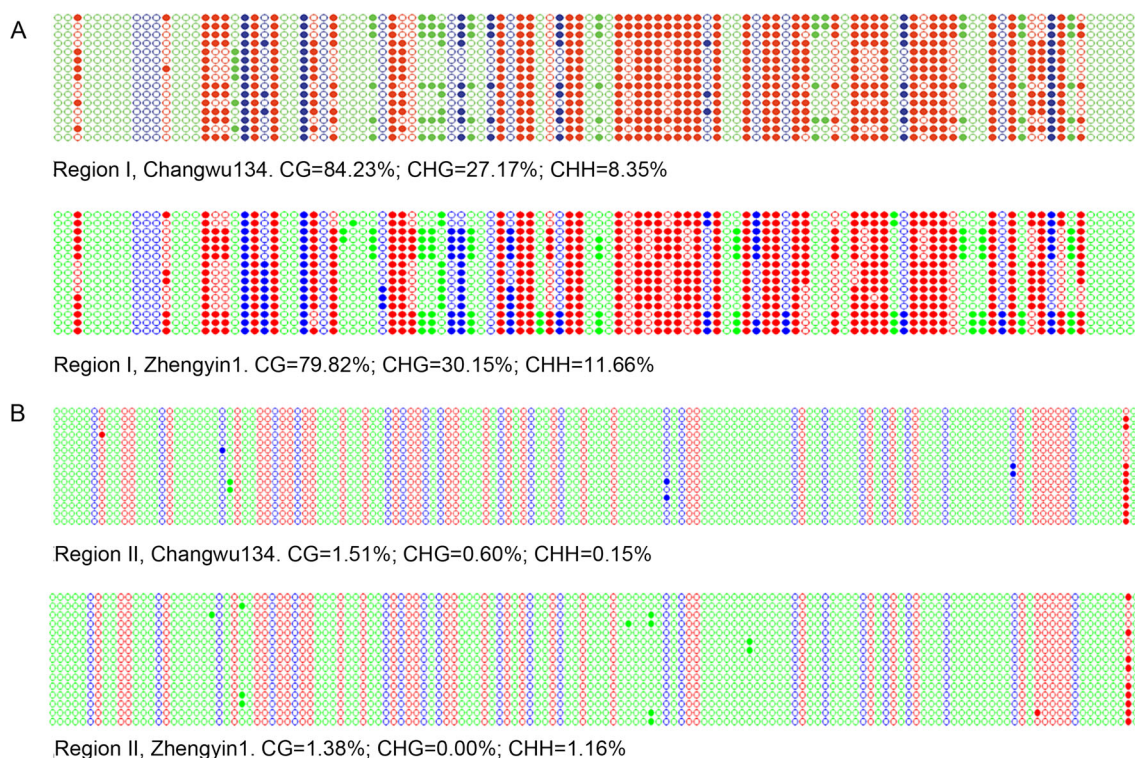 A
Region I, Changwu134. CG=84.23%; CHG=27.17%; CHH=8.35%
Region I, Zhengyin1. CG=79.82%; CHG=30.15%; CHH=11.66%
B
Region II, Changwu134. CG=1.51%; CHG=0.60%; CHH=0.15%
Region II, Zhengyin1. CG=1.38%; CHG=0.00%; CHH=1.16%